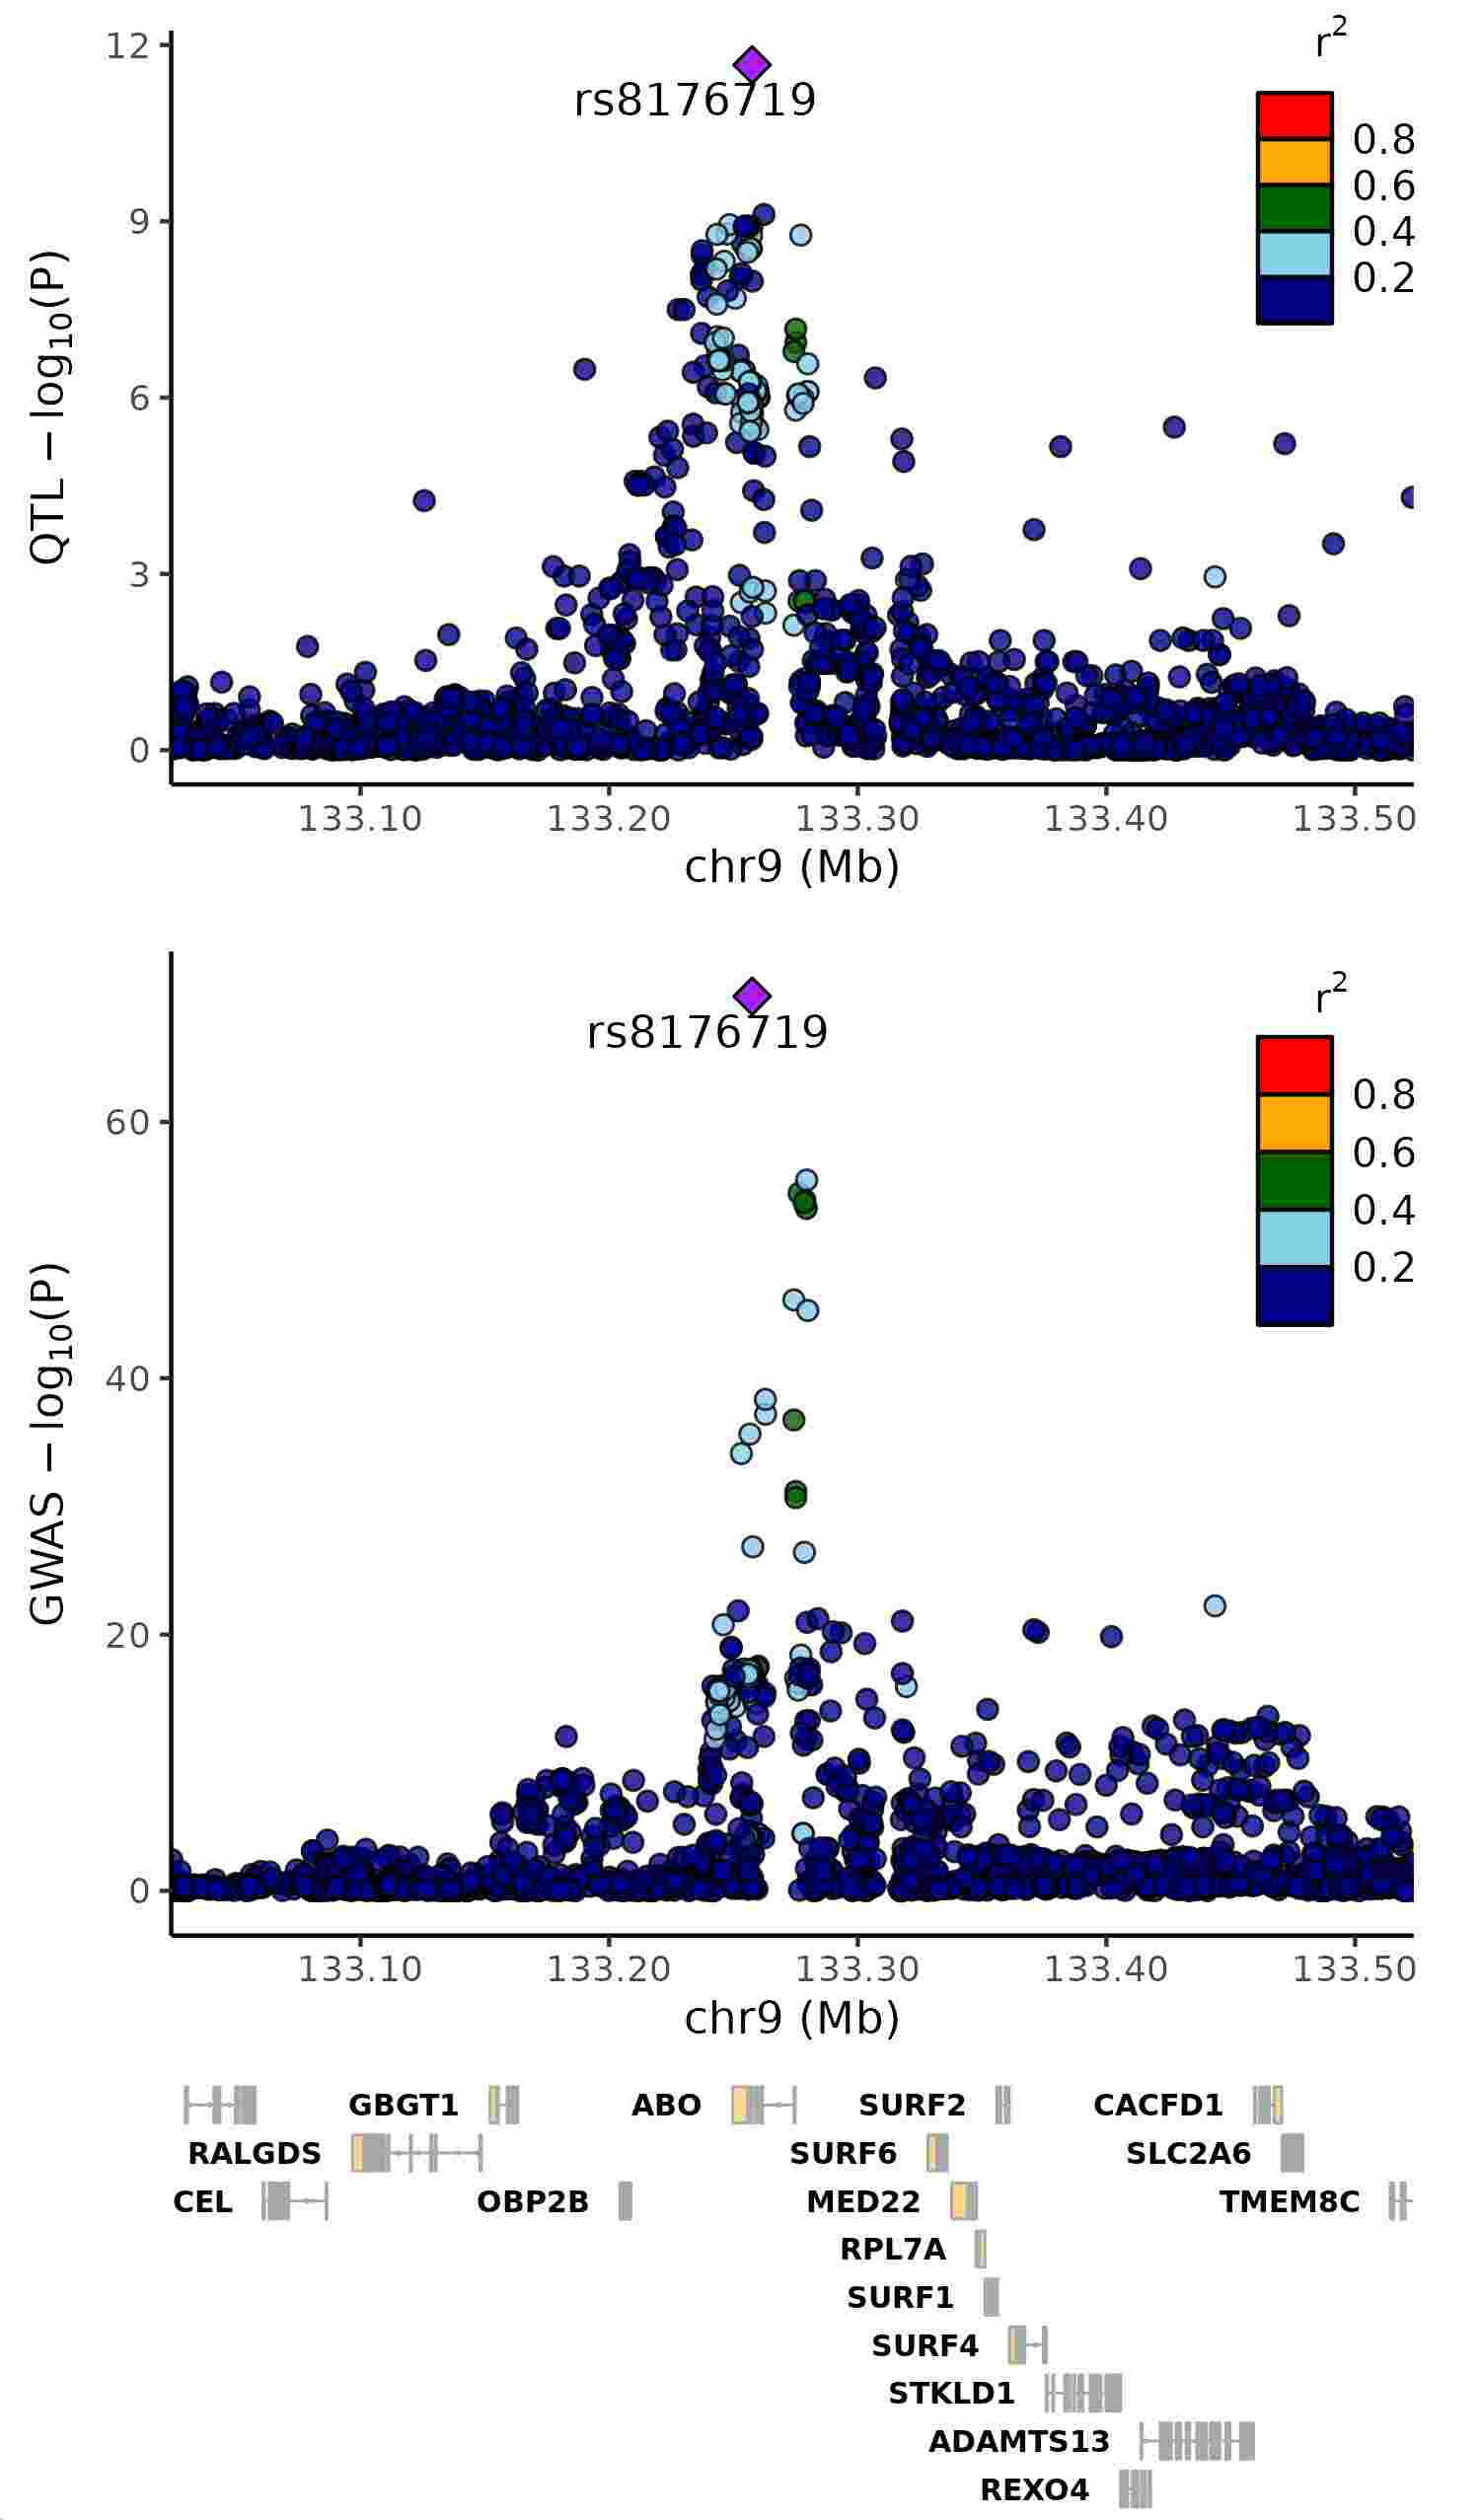 r²
12
rs8176719
0.8
0.6
0.4
0.2
9
6
3
0
QTL −log₁₀(P)
133.10 133.20 133.30 133.40 133.50
chr9 (Mb)
r²
rs8176719
0.8
0.6
0.4
0.2
60
40
20
0
GWAS −log₁₀(P)
133.10 133.20 133.30 133.40 133.50
chr9 (Mb)
GBGT1 ABO SURF2 CACFD1
RALGDS SURF6 SLC2A6
CEL OBP2B MED22 TMEM8C
RPL7A
SURF1
SURF4
STKLD1
ADAMTS13
REXO4